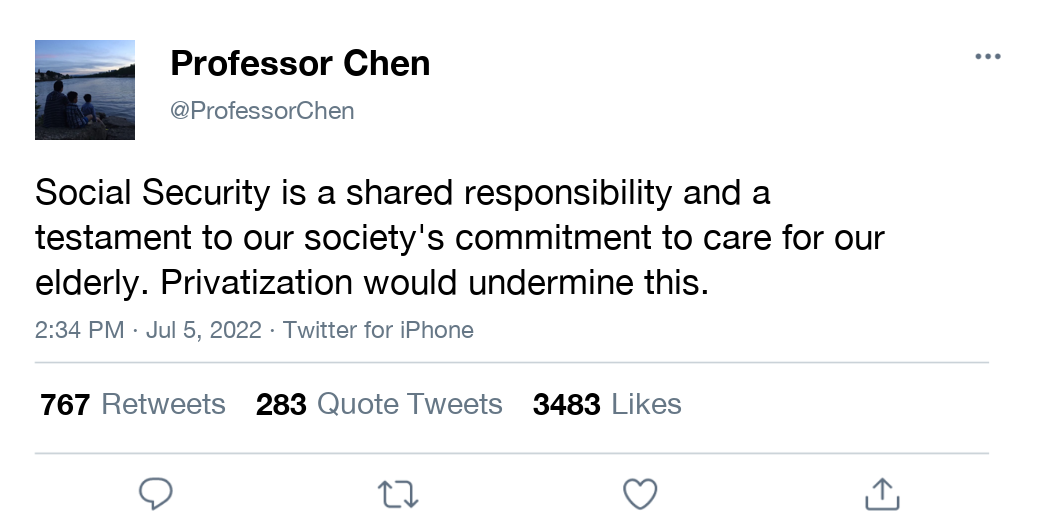 Professor Chen
@ProfessorChen
Social Security is a shared responsibility and a
testament to our society's commitment to care for our
elderly. Privatization would undermine this.
2:34 PM · Jul 5, 2022 · Twitter for iPhone
767 Retweets 283 Quote Tweets 3483 Likes